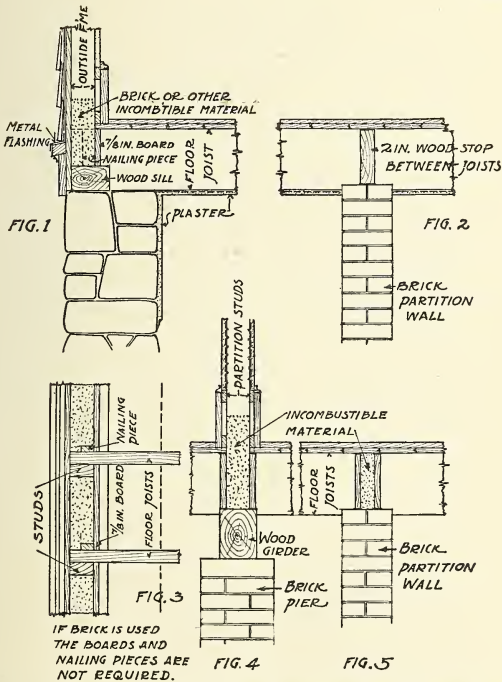 OUTSIDE FME
BRICK OR OTHER
INCOMBTIBLE MATERIAL
METAL
FLASHING
7/8 IN. BOARD
NAILING PIECE
WOOD SILL
FLOOR
JOIST
PLASTER
FIG. 1
2 IN. WOOD STOP
BETWEEN JOISTS
FIG. 2
BRICK
PARTITION
WALL
PARTITION STUDS
NAILING
PIECE
STUDS
7/8 IN. BOARD
FLOOR JOISTS
FIG. 3
IF BRICK IS USED
THE BOARDS AND
NAILING PIECES ARE
NOT REQUIRED.
INCOMBUSTIBLE
MATERIAL
FLOOR
JOISTS
WOOD
GIRDER
BRICK
PIER
FIG. 4
BRICK
PARTITION
WALL
FIG. 5